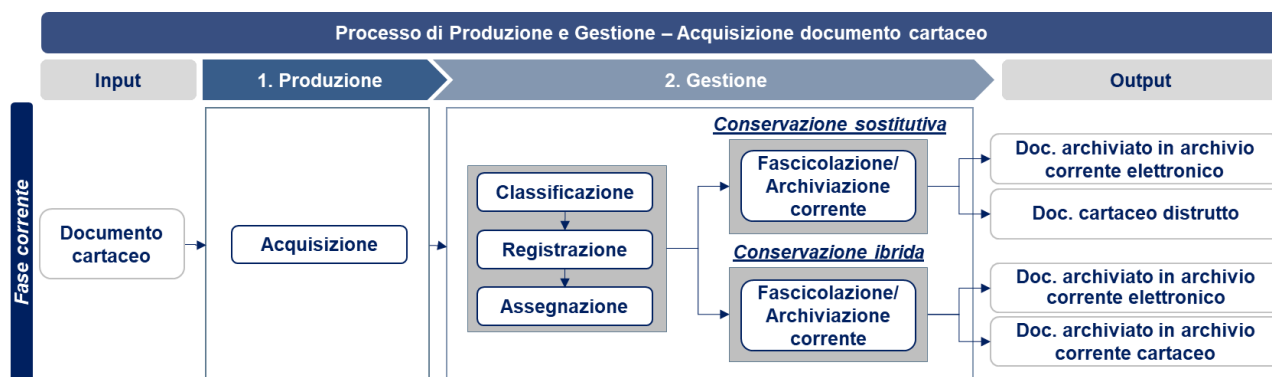 Processo di Produzione e Gestione – Acquisizione documento cartaceo
Input
1. Produzione
2. Gestione
Output
Fase corrente
Documento
cartaceo
Acquisizione
Classificazione
Registrazione
Assegnazione
Conservazione sostitutiva
Fascicolazione/
Archiviazione
corrente
Conservazione ibrida
Fascicolazione/
Archiviazione
corrente
Doc. archiviato in archivio
corrente elettronico
Doc. cartaceo distrutto
Doc. archiviato in archivio
corrente elettronico
Doc. archiviato in archivio
corrente cartaceo